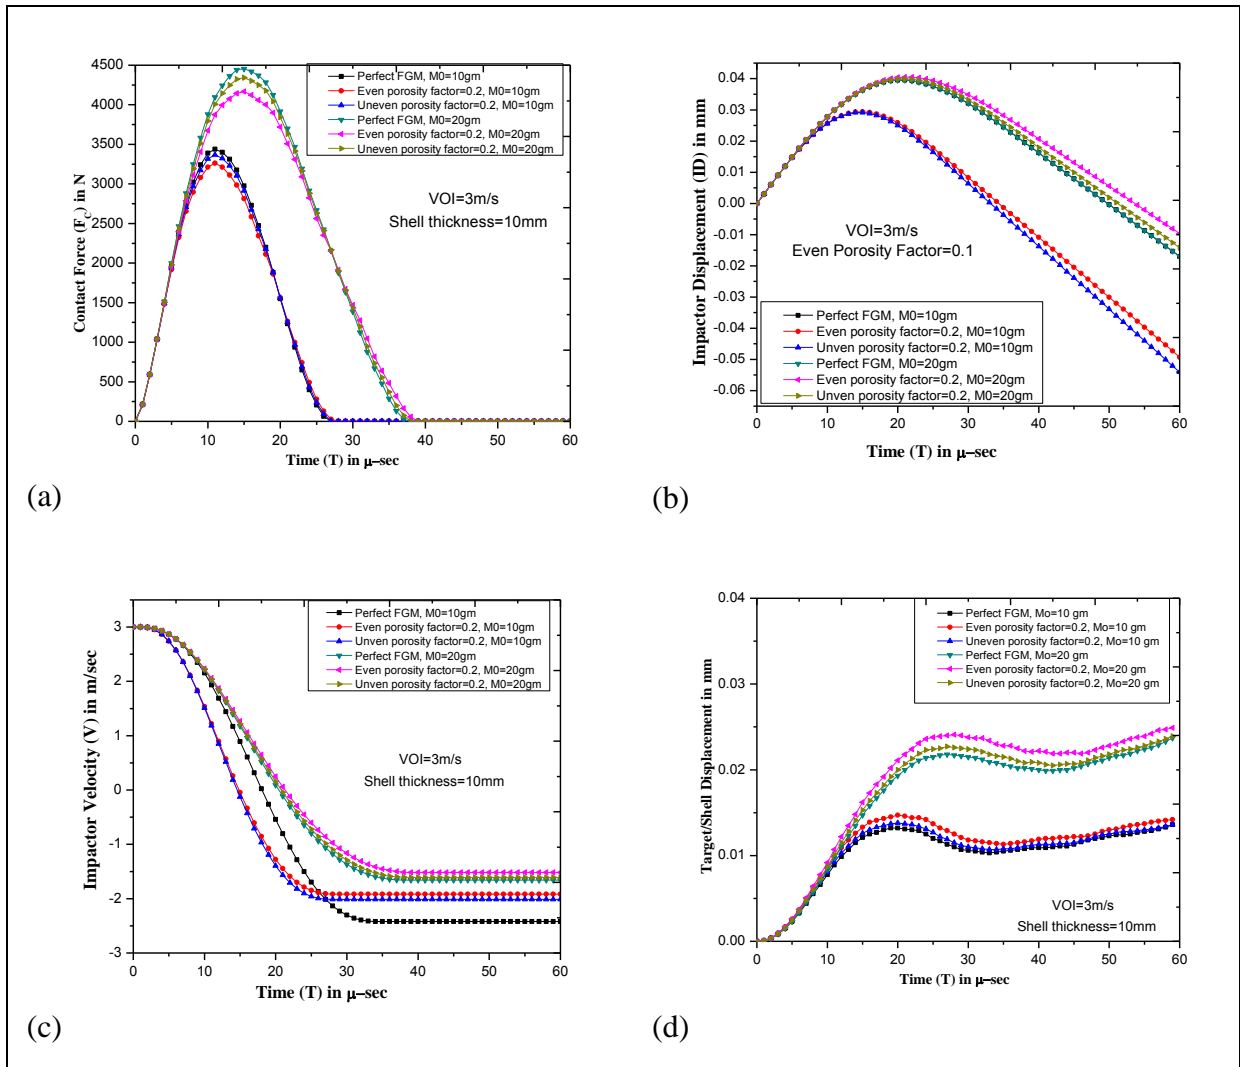 4500
4000
3500
3000
2500
2000
1500
1000
500
0
Contact Force (F_C) in N
Perfect FGM, M0=10gm
Even porosity factor=0.2, M0=10gm
Uneven porosity factor=0.2, M0=10gm
Perfect FGM, M0=20gm
Even porosity factor=0.2, M0=20gm
Uneven porosity factor=0.2, M0=20gm
VOI=3m/s
Shell thickness=10mm
0 10 20 30 40 50 60
Time (T) in μ–sec
(a)
0.04
0.03
0.02
0.01
0.00
-0.01
-0.02
-0.03
-0.04
-0.05
-0.06
Impactor Displacement (ID) in mm
VOI=3m/s
Even Porosity Factor=0.1
Perfect FGM, M0=10gm
Even porosity factor=0.2, M0=10gm
Unven porosity factor=0.2, M0=10gm
Perfect FGM, M0=20gm
Even porosity factor=0.2, M0=20gm
Unven porosity factor=0.2, M0=20gm
0 10 20 30 40 50 60
Time (T) in μ–sec
(b)
3
2
1
0
-1
-2
-3
Impactor Velocity (V) in m/sec
Perfect FGM, M0=10gm
Even porosity factor=0.2, M0=10gm
Unven porosity factor=0.2, M0=10gm
Perfect FGM, M0=20gm
Even porosity factor=0.2, M0=20gm
Unven porosity factor=0.2, M0=20gm
VOI=3m/s
Shell thickness=10mm
0 10 20 30 40 50 60
Time (T) in μ–sec
(c)
0.04
0.03
0.02
0.01
0.00
Target/Shell Displacement in mm
Perfect FGM, Mo=10 gm
Even porosity factor=0.2, Mo=10 gm
Uneven porosity factor=0.2, Mo=10 gm
Perfect FGM, Mo=20 gm
Even porosity factor=0.2, Mo=20 gm
Uneven porosity factor=0.2, Mo=20 gm
VOI=3m/s
Shell thickness=10mm
0 10 20 30 40 50 60
Time (T) in μ–sec
(d)